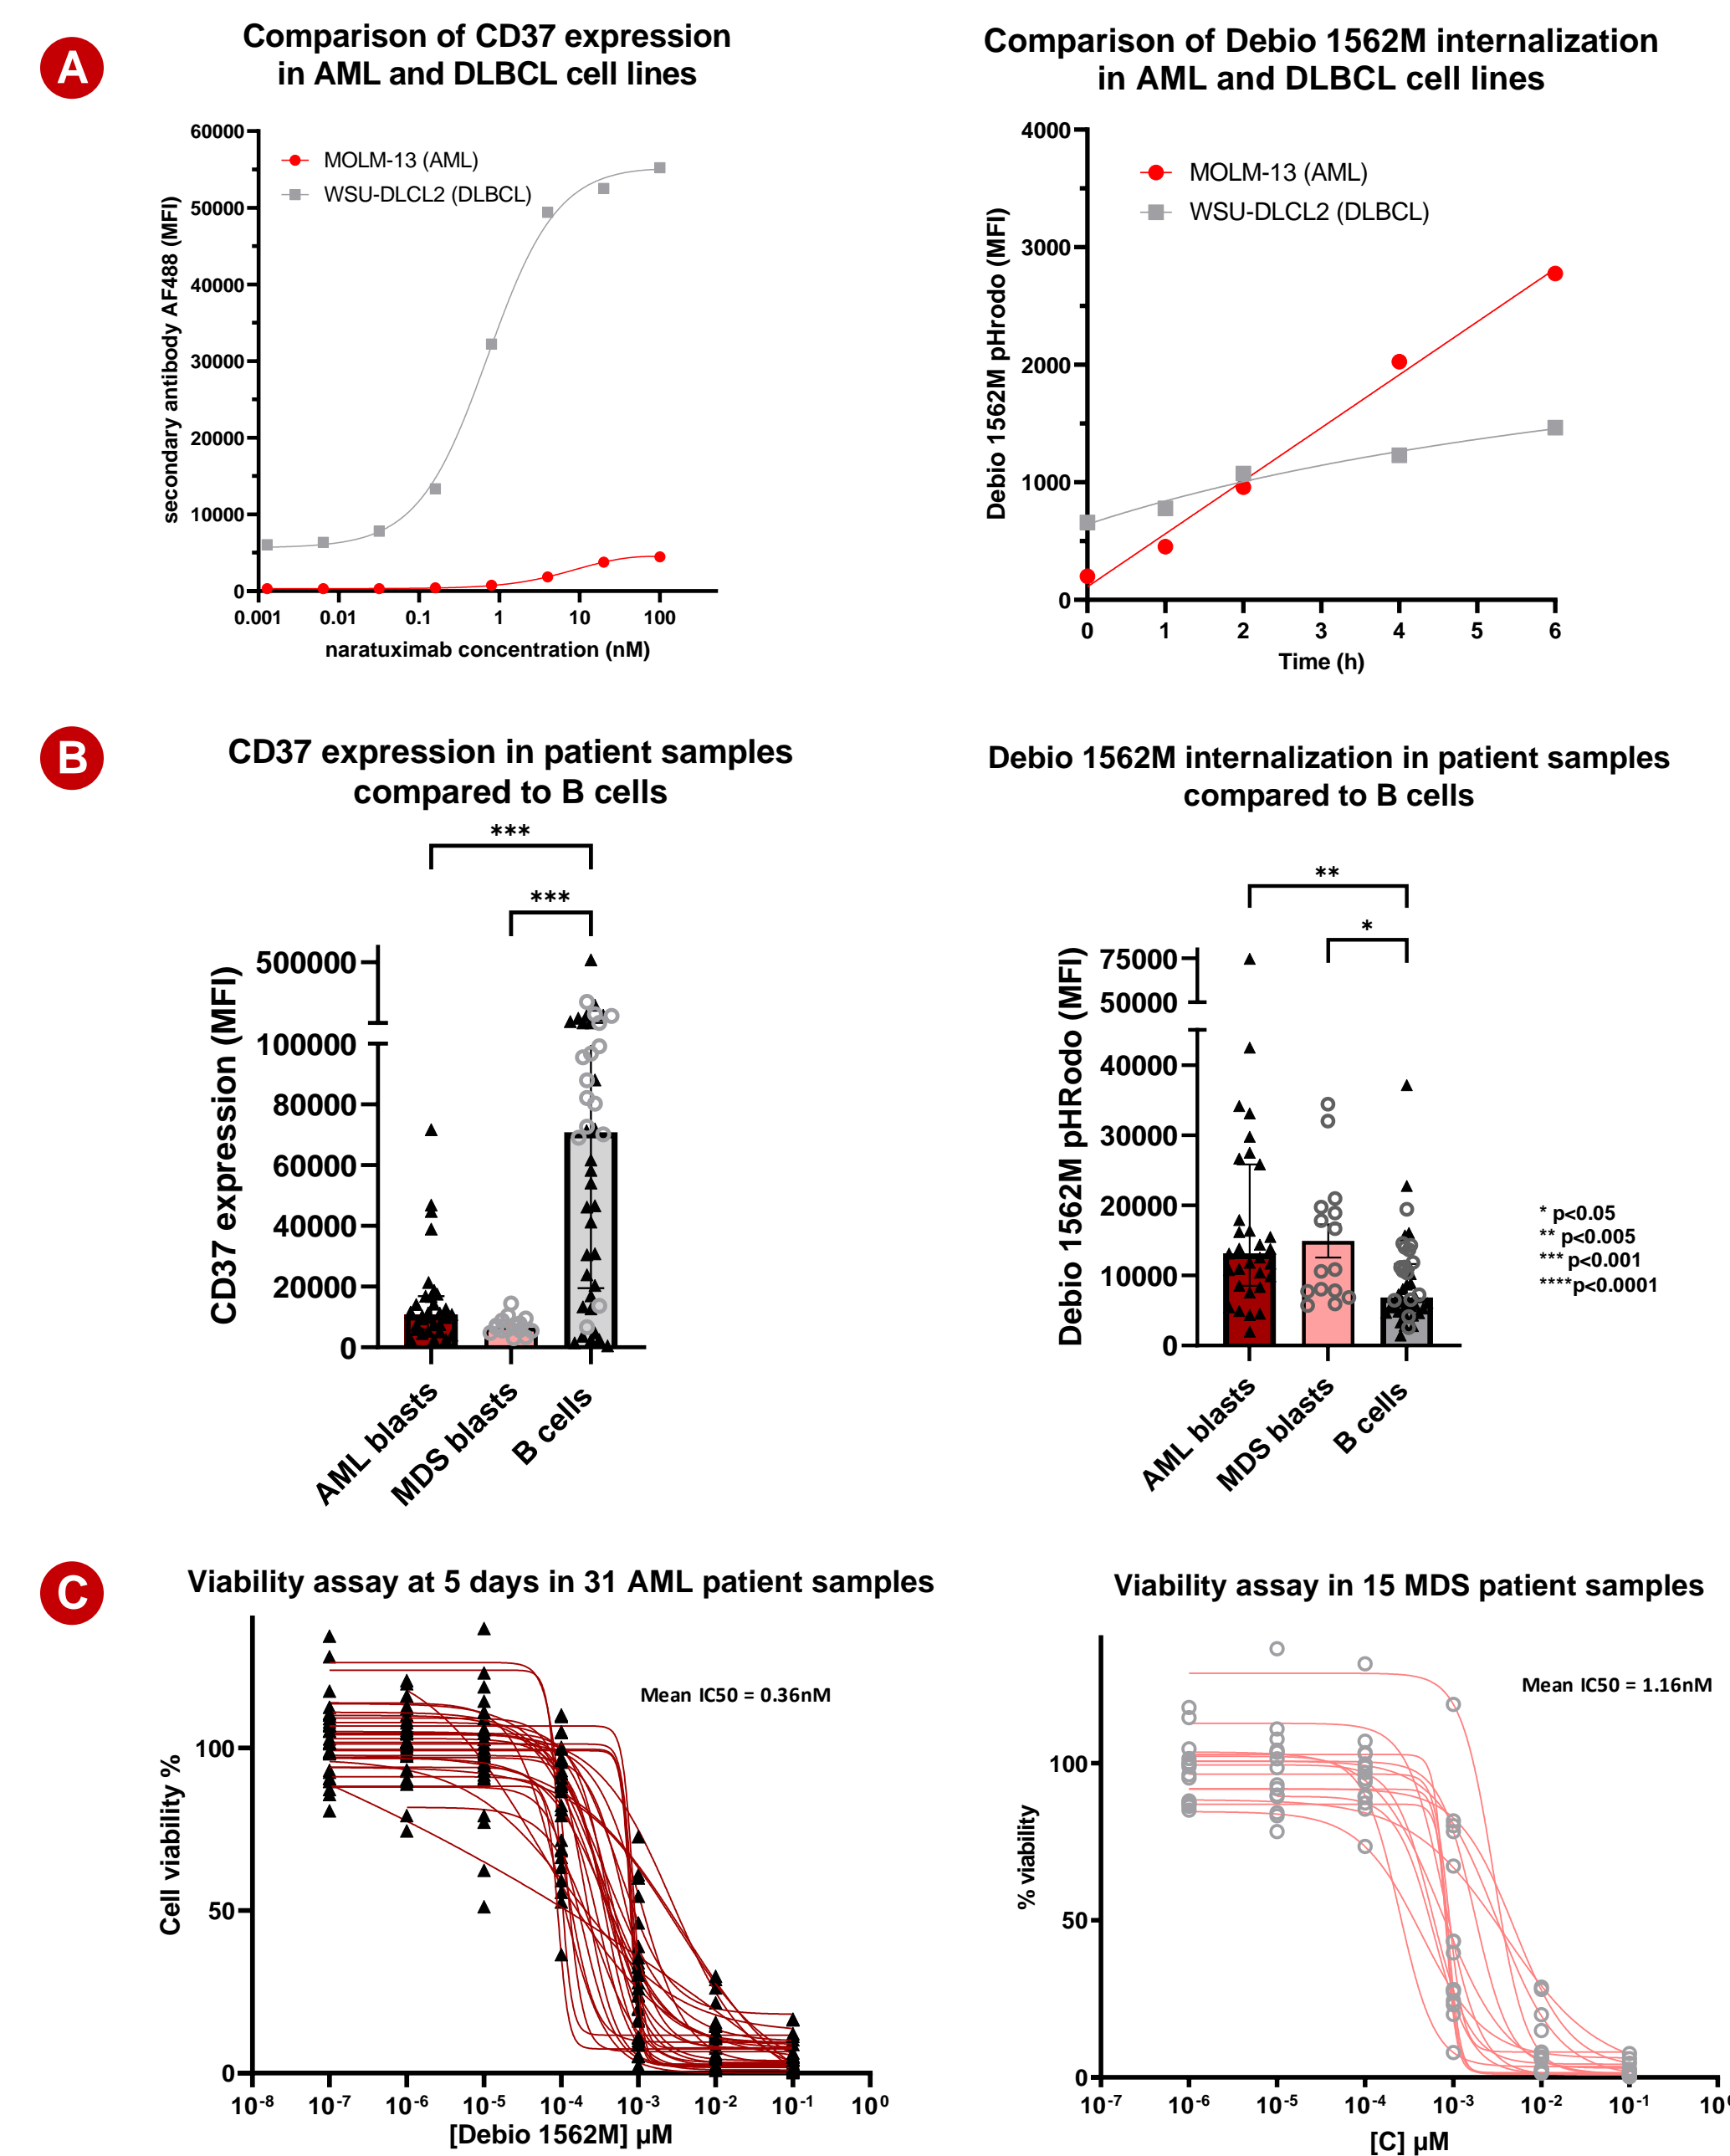 A
Comparison of CD37 expression
in AML and DLBCL cell lines
60000
50000
40000
30000
20000
10000
0
secondary antibody AF488 (MFI)
MOLM-13 (AML)
WSU-DLCL2 (DLBCL)
0.001 0.01 0.1 1 10 100
naratuximab concentration (nM)
Comparison of Debio 1562M internalization
in AML and DLBCL cell lines
4000
3000
2000
1000
0
Debio 1562M pHrodo (MFI)
MOLM-13 (AML)
WSU-DLCL2 (DLBCL)
0 1 2 3 4 5 6
Time (h)
B
CD37 expression in patient samples
compared to B cells
***
***
500000
100000
80000
60000
40000
20000
0
CD37 expression (MFI)
AML blasts
MDS blasts
B cells
Debio 1562M internalization in patient samples
compared to B cells
**
*
75000
50000
40000
30000
20000
10000
0
Debio 1562M pHRodo (MFI)
AML blasts
MDS blasts
B cells
* p<0.05
** p<0.005
*** p<0.001
****p<0.0001
C
Viability assay at 5 days in 31 AML patient samples
Mean IC50 = 0.36nM
100
50
0
Cell viability %
10-8 10-7 10-6 10-5 10-4 10-3 10-2 10-1 100
[Debio 1562M] µM
Viability assay in 15 MDS patient samples
Mean IC50 = 1.16nM
100
50
0
% viability
10-7 10-6 10-5 10-4 10-3 10-2 10-1
[C] µM